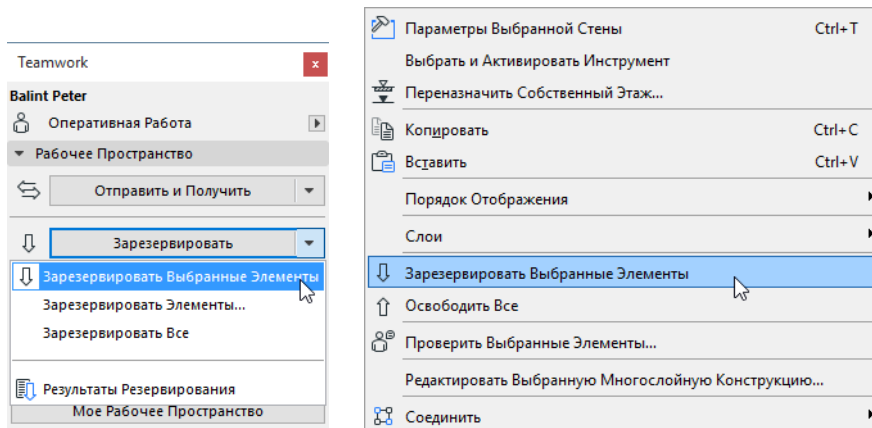 Teamwork
x
Balint Peter
Оперативная Работа
Рабочее Пространство
Отправить и Получить
Зарезервировать
Зарезервировать Выбранные Элементы
Зарезервировать Элементы...
Зарезервировать Все
Результаты Резервирования
Мое Рабочее Пространство
Параметры Выбранной Стены Ctrl+T
Выбрать и Активировать Инструмент
Переназначить Собственный Этаж...
Копировать Ctrl+C
Вставить Ctrl+V
Порядок Отображения
Слои
Зарезервировать Выбранные Элементы
Освободить Все
Проверить Выбранные Элементы...
Редактировать Выбранную Многослойную Конструкцию...
Соединить